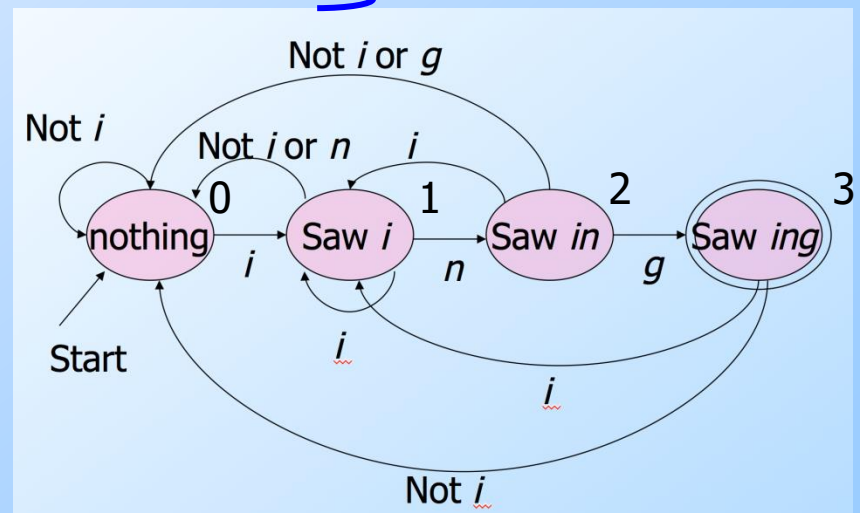 Not i or g
Not i
Not i or n
i
0
1
2
3
nothing
Saw i
Saw in
Saw ing
i
n
g
Start
i
i
Not i